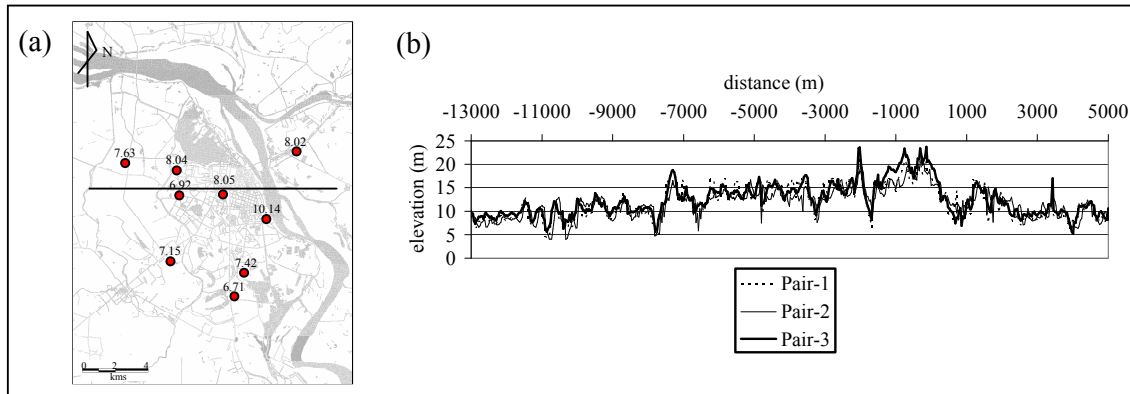 (a)
N
8.02
7.63
8.04
6.92
8.05
10.14
7.15
7.42
6.71
0 2 4
kms
(b)
distance (m)
-13000 -11000 -9000 -7000 -5000 -3000 -1000 1000 3000 5000
elevation (m)
25
20
15
10
5
0
Pair-1
Pair-2
Pair-3